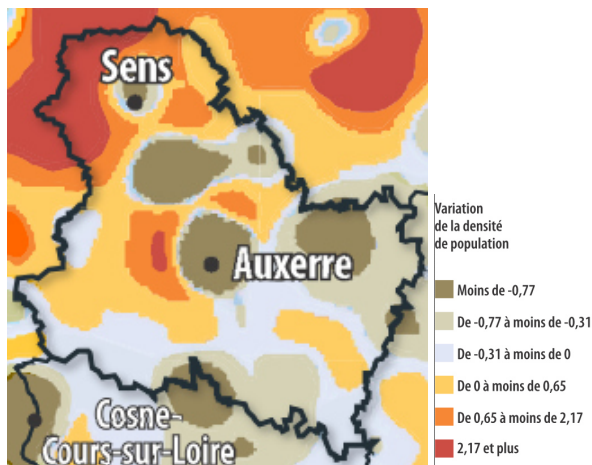 Sens
Auxerre
Cosne-
Cours-sur-Loire
Variation
de la densité
de population
Moins de -0,77
De -0,77 à moins de -0,31
De -0,31 à moins de 0
De 0 à moins de 0,65
De 0,65 à moins de 2,17
2,17 et plus